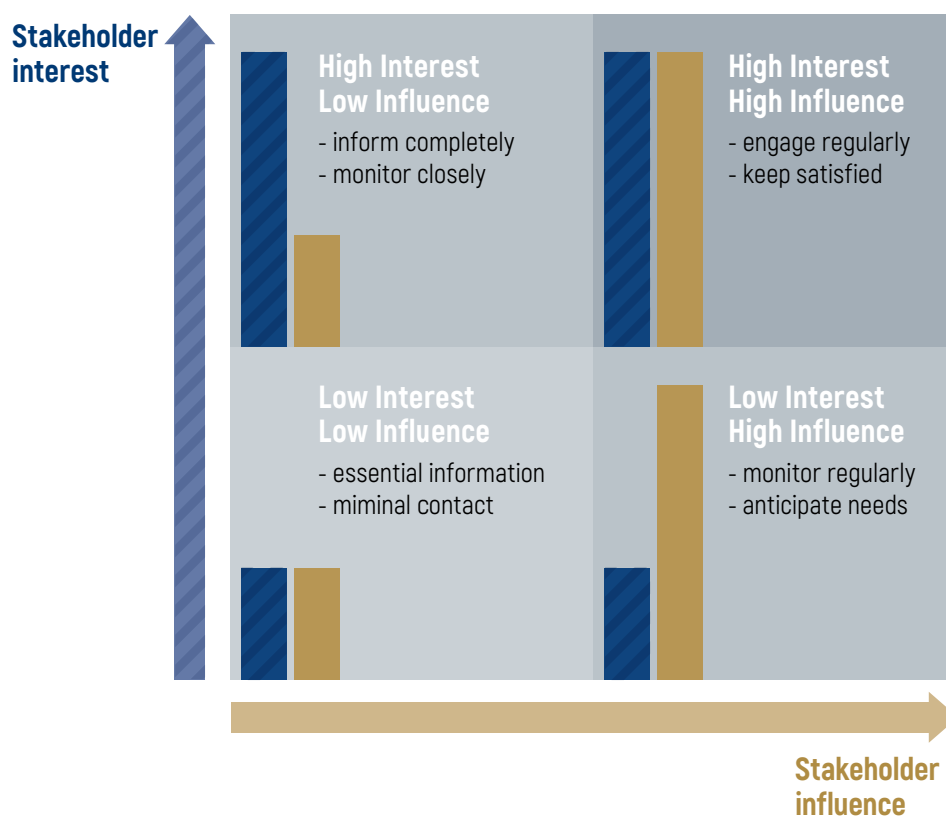 Stakeholder
interest
High Interest
Low Influence
- inform completely
- monitor closely
High Interest
High Influence
- engage regularly
- keep satisfied
Low Interest
Low Influence
- essential information
- miminal contact
Low Interest
High Influence
- monitor regularly
- anticipate needs
Stakeholder
influence